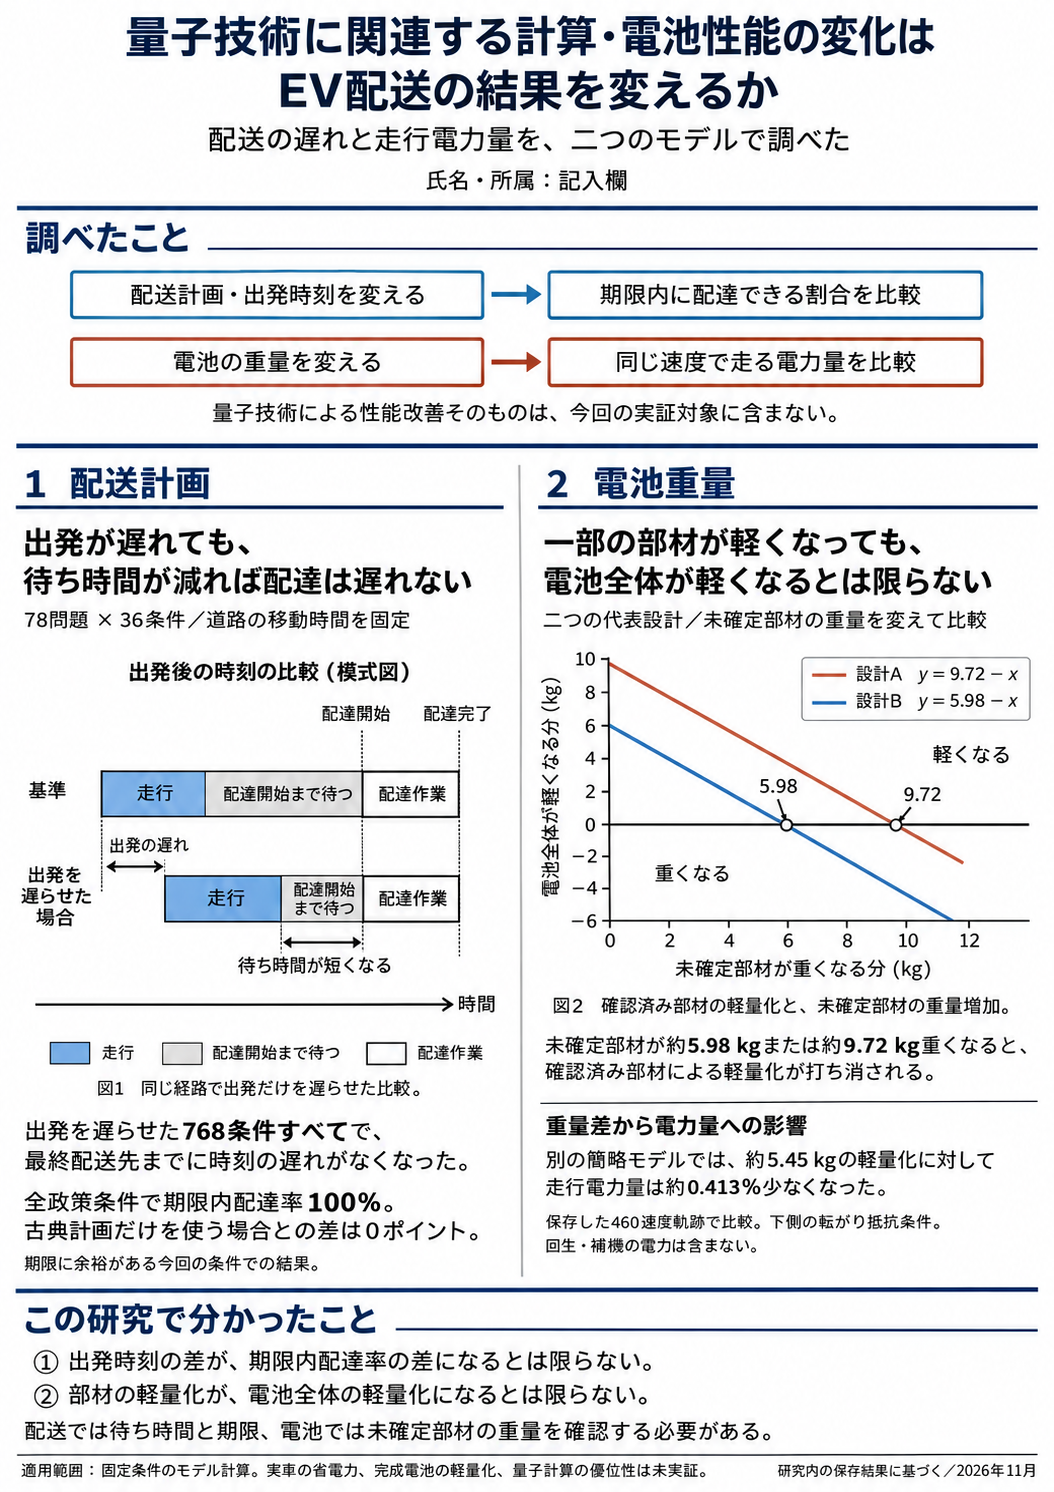 量子技術に関連する計算・電池性能の変化は
EV配送の結果を変えるか
配送の遅れと走行電力量を、二つのモデルで調べた
氏名・所属：記入欄
調べたこと
配送計画・出発時刻を変える
期限内に配達できる割合を比較
電池の重量を変える
同じ速度で走る電力量を比較
量子技術による性能改善そのものは、今回の実証対象に含まない。
1 配送計画
出発が遅れても、
待ち時間が減れば配達は遅れない
78問題 × 36条件／道路の移動時間を固定
出発後の時刻の比較（模式図）
配達開始
配達完了
基準
走行
配達開始まで待つ
配達作業
出発の遅れ
出発を
遅らせた
場合
走行
配達開始
まで待つ
配達作業
待ち時間が短くなる
時間
走行
配達開始まで待つ
配達作業
図1 同じ経路で出発だけを遅らせた比較。
出発を遅らせた768条件すべてで、
最終配送先までに時刻の遅れがなくなった。
全政策条件で期限内配達率100%。
古典計画だけを使う場合との差は0ポイント。
期限に余裕がある今回の条件での結果。
2 電池重量
一部の部材が軽くなっても、
電池全体が軽くなるとは限らない
二つの代表設計／未確定部材の重量を変えて比較
電池全体が軽くなる分 (kg)
10
8
6
4
2
0
−2
−4
−6
設計A y = 9.72 − x
設計B y = 5.98 − x
軽くなる
5.98
9.72
重くなる
0 2 4 6 8 10 12
未確定部材が重くなる分 (kg)
図2 確認済み部材の軽量化と、未確定部材の重量増加。
未確定部材が約5.98 kgまたは約9.72 kg重くなると、
確認済み部材による軽量化が打ち消される。
重量差から電力量への影響
別の簡略モデルでは、約5.45 kgの軽量化に対して
走行電力量は約0.413%少なくなった。
保存した460速度軌跡で比較。下側の転がり抵抗条件。
回生・補機の電力は含まない。
この研究で分かったこと
① 出発時刻の差が、期限内配達率の差になるとは限らない。
② 部材の軽量化が、電池全体の軽量化になるとは限らない。
配送では待ち時間と期限、電池では未確定部材の重量を確認する必要がある。
適用範囲：固定条件のモデル計算。実車の省電力、完成電池の軽量化、量子計算の優位性は未実証。
研究内の保存結果に基づく／2026年11月